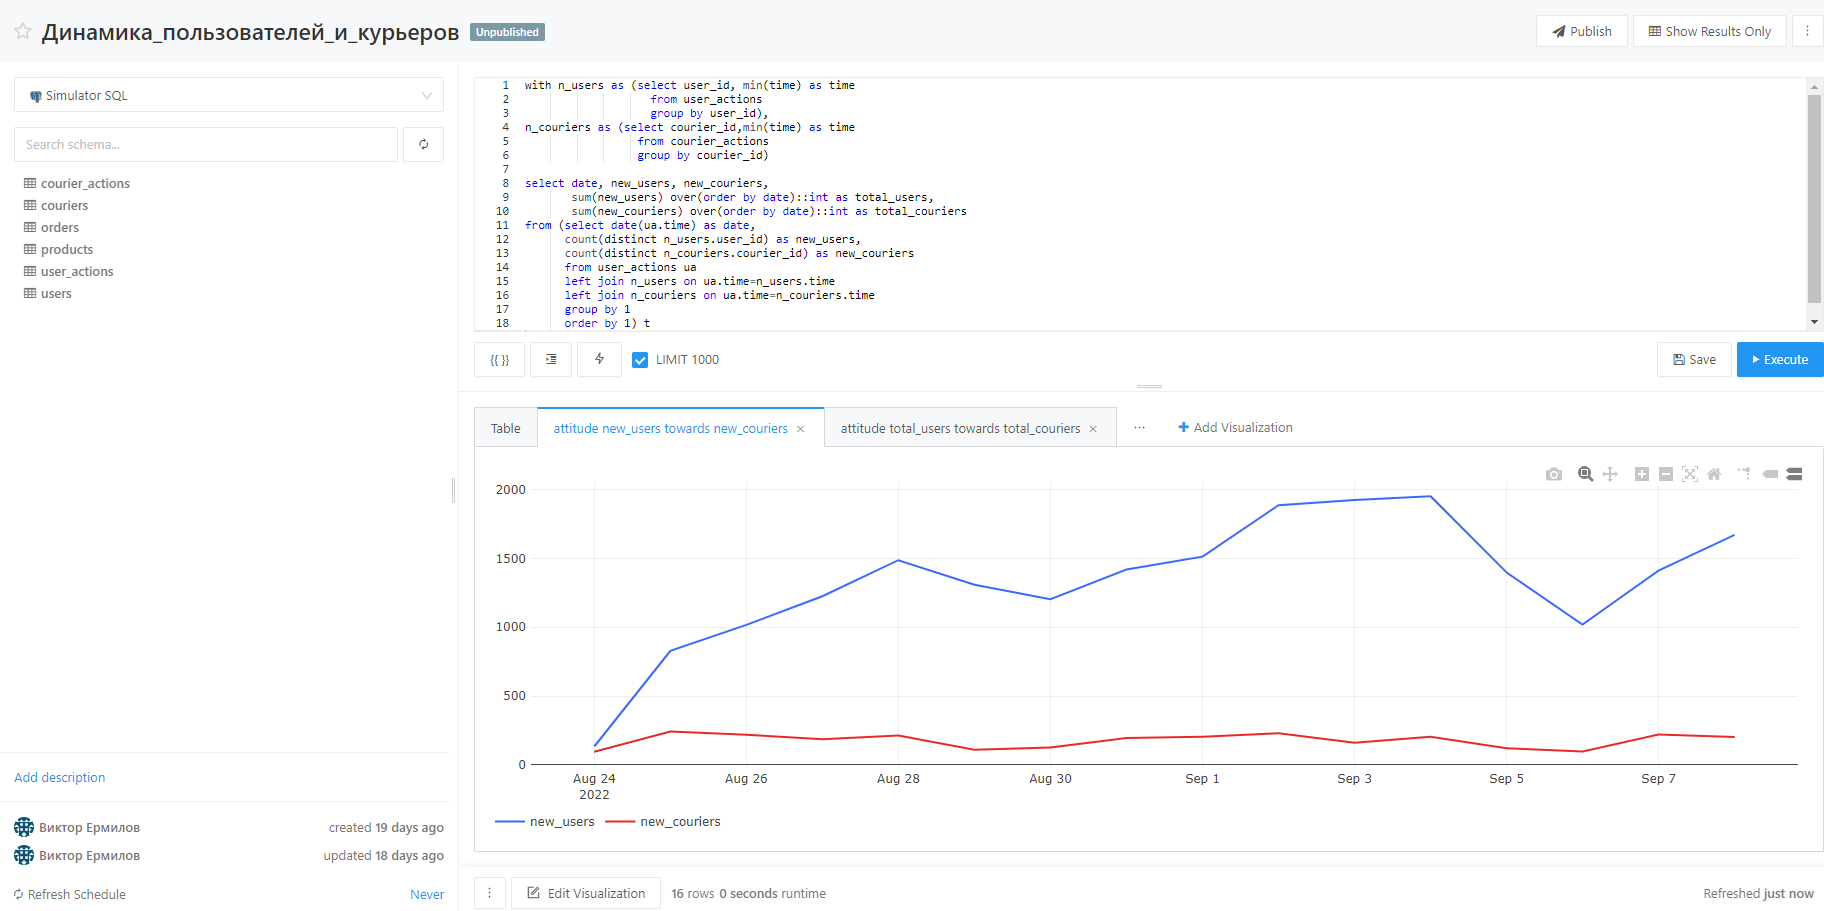 Динамика_пользователей_и_курьеров Unpublished
Publish Show Results Only
Simulator SQL
Search schema...
courier_actions
couriers
orders
products
user_actions
users
Add description
Виктор Ермилов created 19 days ago
Виктор Ермилов updated 18 days ago
Refresh Schedule Never
1 with n_users as (select user_id, min(time) as time
2 from user_actions
3 group by user_id),
4 n_couriers as (select courier_id,min(time) as time
5 from courier_actions
6 group by courier_id)
7
8 select date, new_users, new_couriers,
9 sum(new_users) over(order by date)::int as total_users,
10 sum(new_couriers) over(order by date)::int as total_couriers
11 from (select date(ua.time) as date,
12 count(distinct n_users.user_id) as new_users,
13 count(distinct n_couriers.courier_id) as new_couriers
14 from user_actions ua
15 left join n_users on ua.time=n_users.time
16 left join n_couriers on ua.time=n_couriers.time
17 group by 1
18 order by 1) t
{{ }} LIMIT 1000 Save Execute
Table attitude new_users towards new_couriers × attitude total_users towards total_couriers × ... + Add Visualization
2000
1500
1000
500
0
Aug 24 Aug 26 Aug 28 Aug 30 Sep 1 Sep 3 Sep 5 Sep 7
2022
new_users new_couriers
Edit Visualization 16 rows 0 seconds runtime Refreshed just now